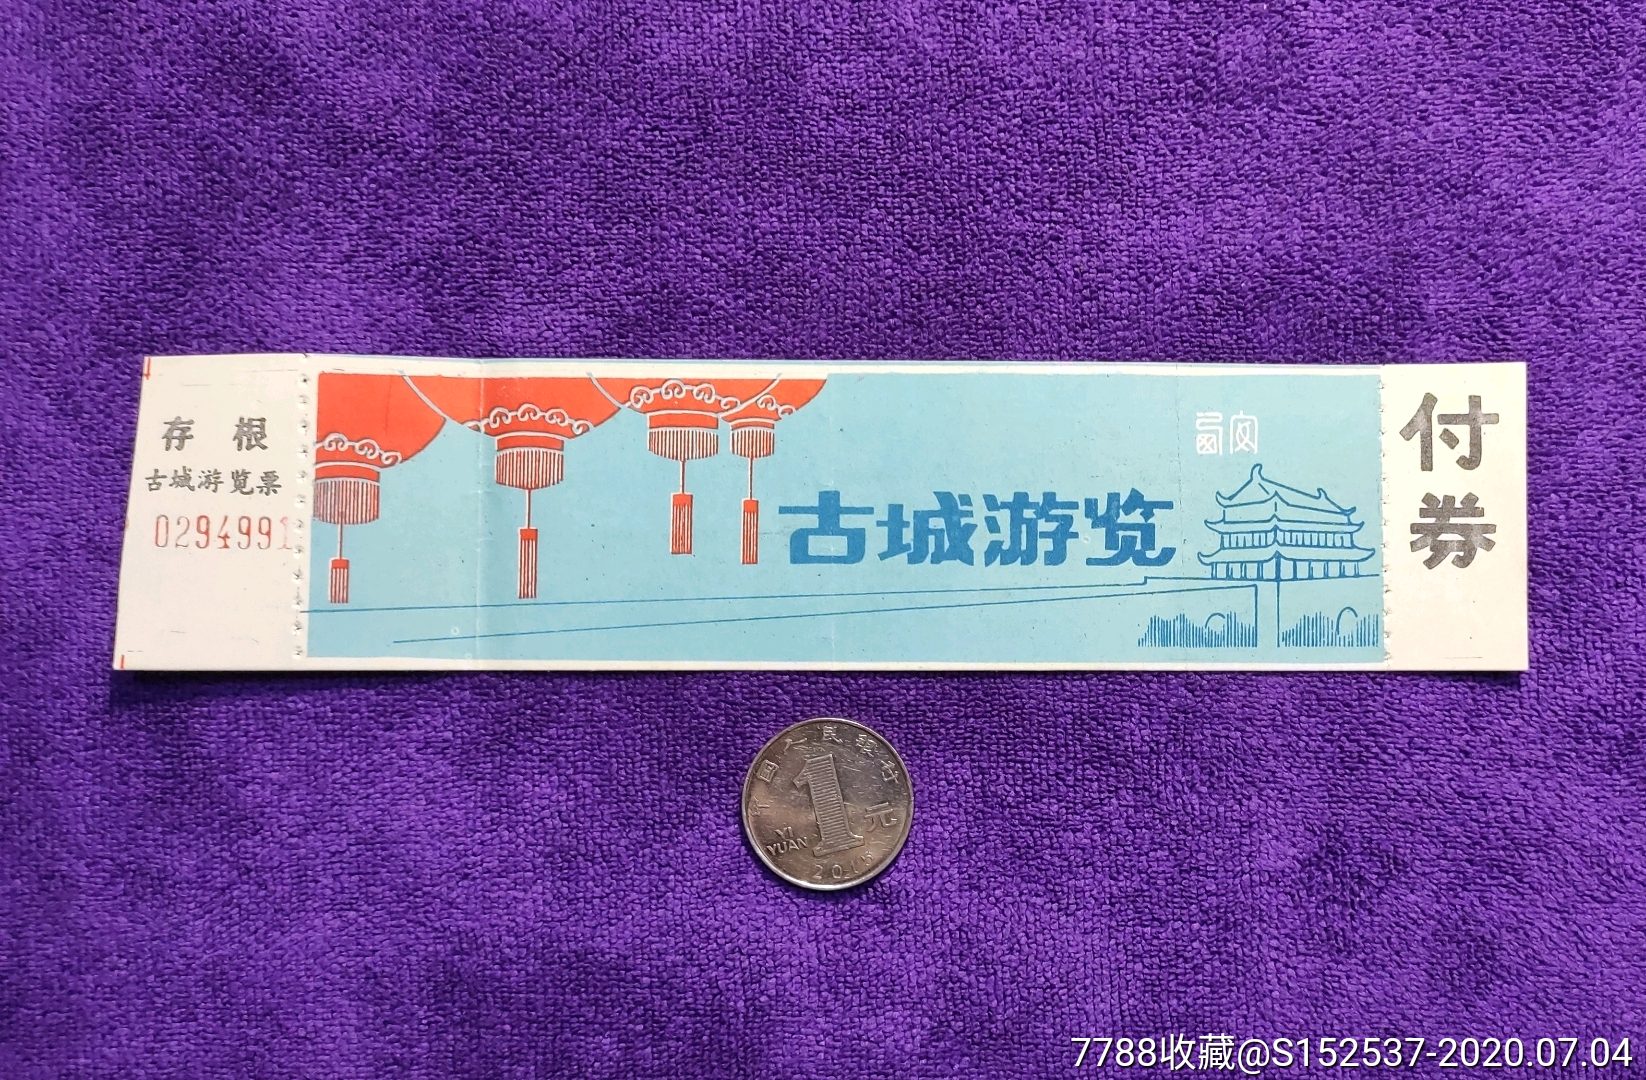 存根
古城游览票
0294991
西安
古城游览
付
券
中国人民银行
1
元
YI
YUAN
7788收藏@S152537-2020.07.04